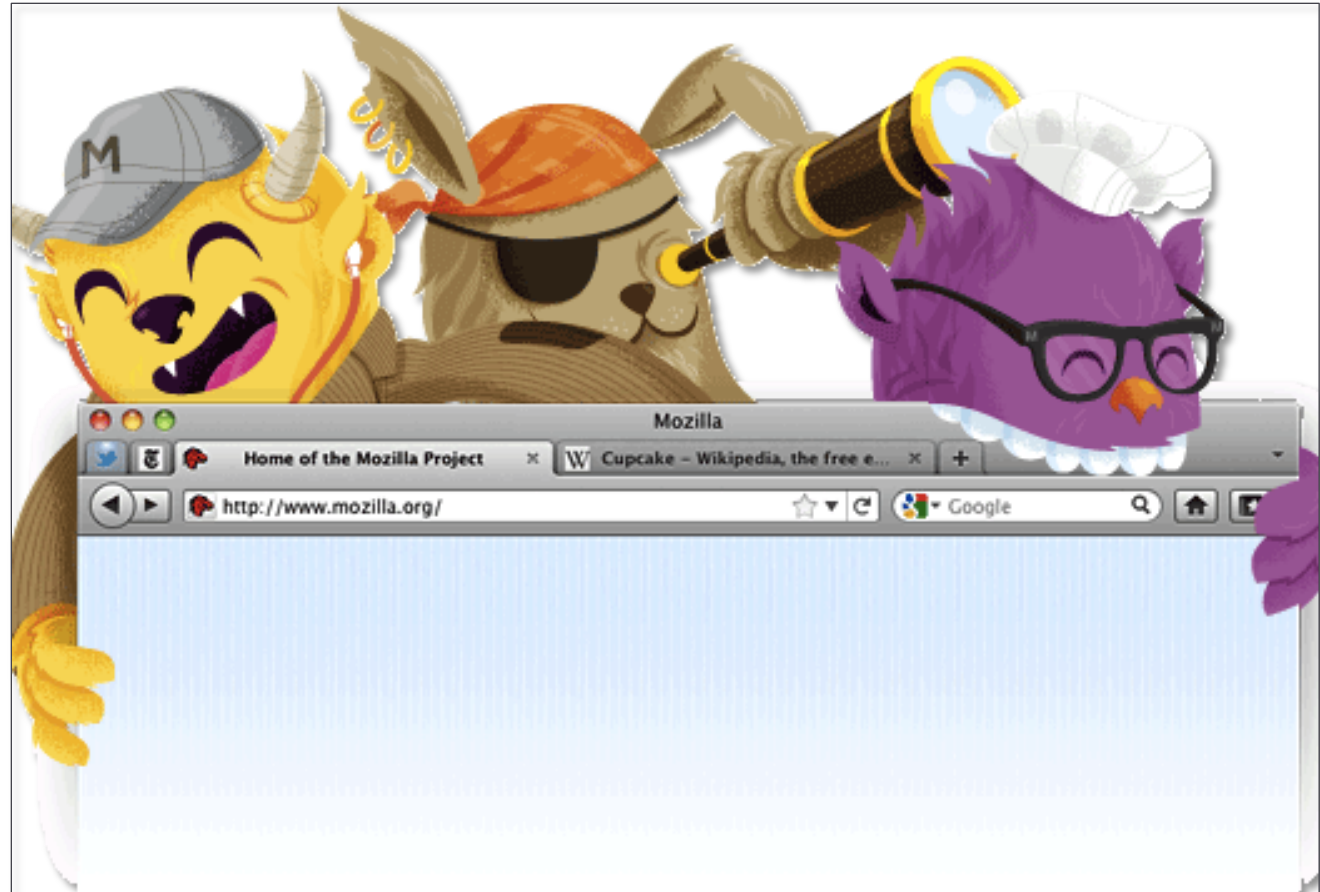 M
Mozilla
Home of the Mozilla Project
W Cupcake – Wikipedia, the free e...
http://www.mozilla.org/
Google
M
M